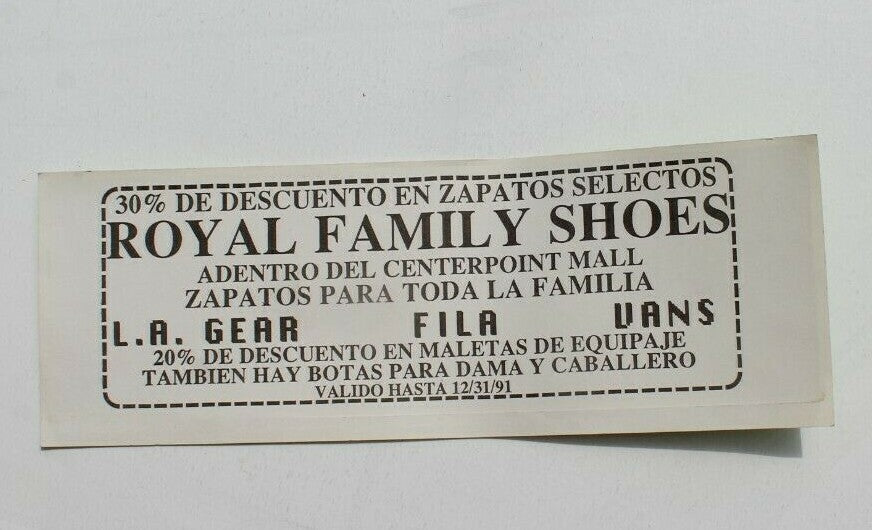 30% DE DESCUENTO EN ZAPATOS SELECTOS
ROYAL FAMILY SHOES
ADENTRO DEL CENTERPOINT MALL
ZAPATOS PARA TODA LA FAMILIA
L.A. GEAR FILA VANS
20% DE DESCUENTO EN MALETAS DE EQUIPAJE
TAMBIEN HAY BOTAS PARA DAMA Y CABALLERO
VALIDO HASTA 12/31/91